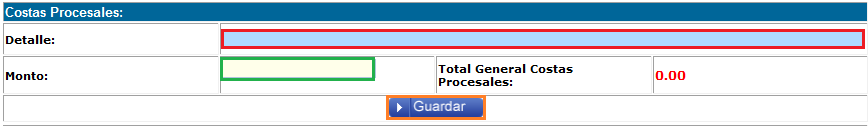 Costas Procesales:
Detalle:
Monto:
Total General Costas
Procesales:
0.00
Guardar